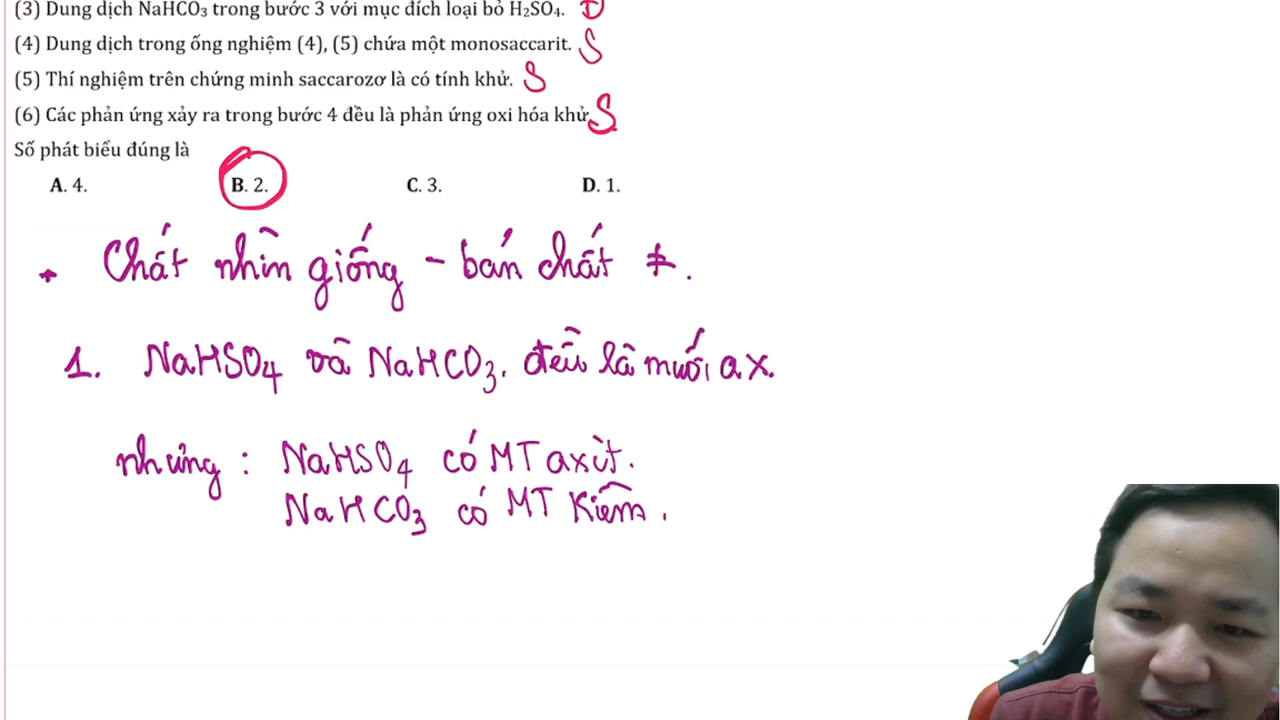 (3) Dung dịch NaHCO₃ trong bước 3 với mục đích loại bỏ H₂SO₄. Đ
(4) Dung dịch trong ống nghiệm (4), (5) chứa một monosaccarit. S
(5) Thí nghiệm trên chứng minh saccarozơ là có tính khử. S
(6) Các phản ứng xảy ra trong bước 4 đều là phản ứng oxi hóa khử S
Số phát biểu đúng là
A. 4. B. 2. C. 3. D. 1.
* Chất nhìn giống - bản chất ≠.
1. NaHSO₄ và NaHCO₃. đều là muối ax.
nhưng : NaHSO₄ có MT axit.
NaHCO₃ có MT kiềm.